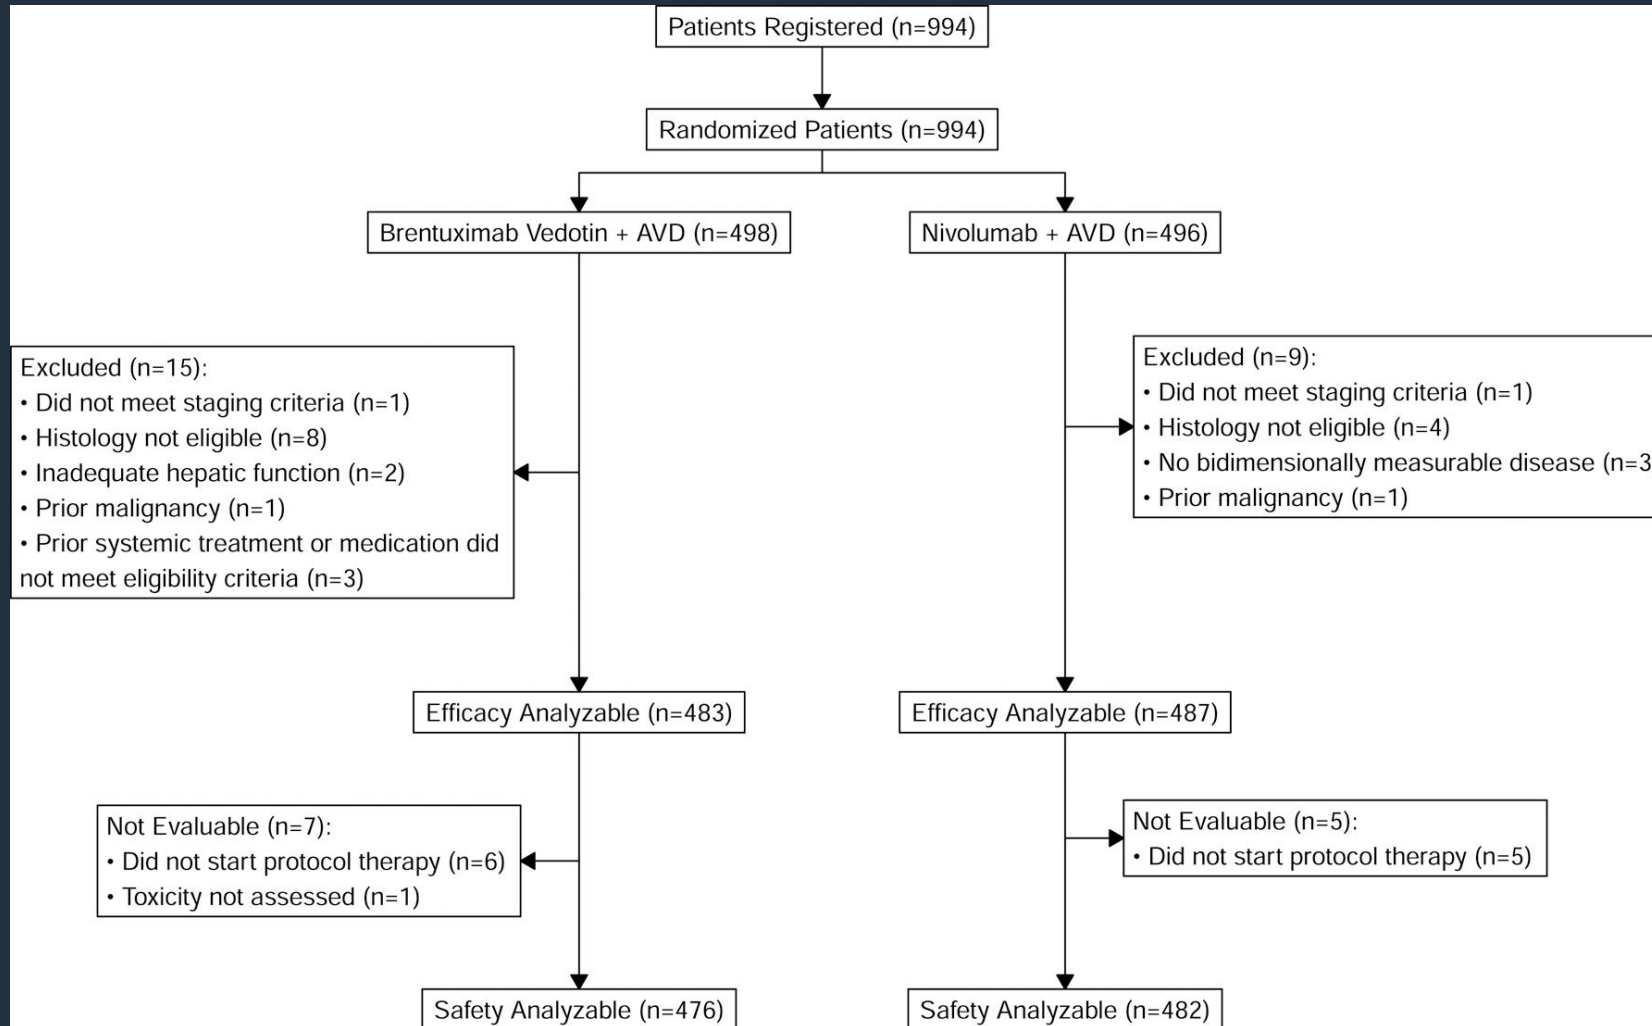 Patients Registered (n=994)
Randomized Patients (n=994)
Brentuximab Vedotin + AVD (n=498)
Nivolumab + AVD (n=496)
Excluded (n=15):
• Did not meet staging criteria (n=1)
• Histology not eligible (n=8)
• Inadequate hepatic function (n=2)
• Prior malignancy (n=1)
• Prior systemic treatment or medication did
not meet eligibility criteria (n=3)
Excluded (n=9):
• Did not meet staging criteria (n=1)
• Histology not eligible (n=4)
• No bidimensionally measurable disease (n=3
• Prior malignancy (n=1)
Efficacy Analyzable (n=483)
Efficacy Analyzable (n=487)
Not Evaluable (n=7):
• Did not start protocol therapy (n=6)
• Toxicity not assessed (n=1)
Not Evaluable (n=5):
• Did not start protocol therapy (n=5)
Safety Analyzable (n=476)
Safety Analyzable (n=482)